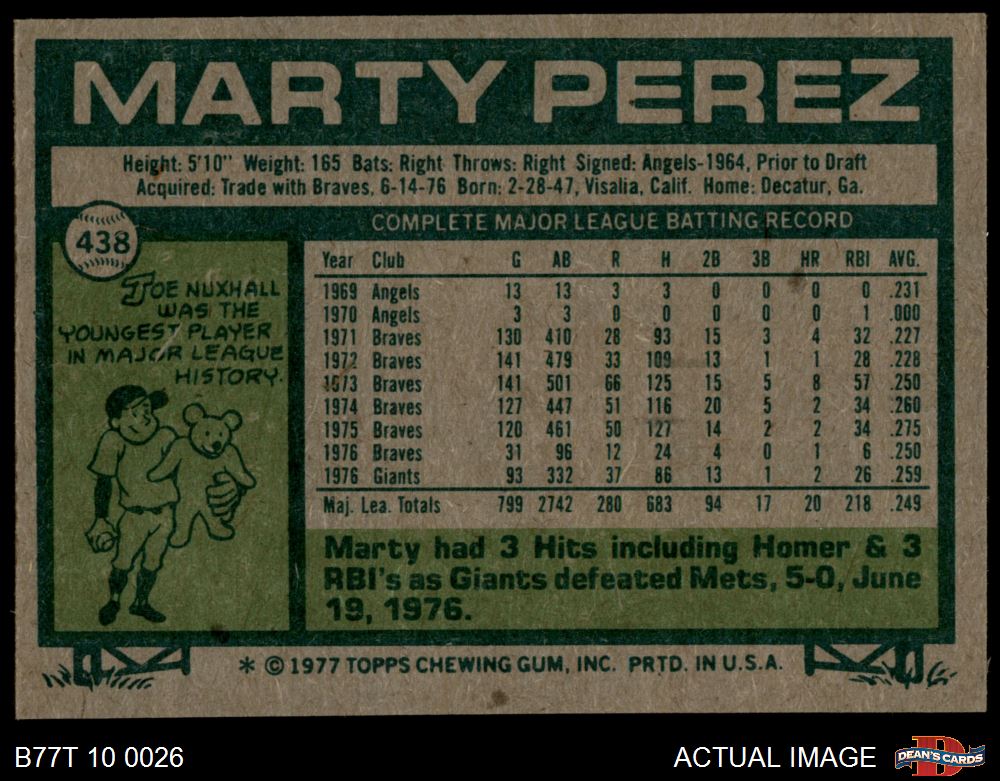 MARTY PEREZ
Height: 5'10" Weight: 165 Bats: Right Throws: Right Signed: Angels-1964, Prior to Draft
Acquired: Trade with Braves, 6-14-76 Born: 2-28-47, Visalia, Calif. Home: Decatur, Ga.
438
COMPLETE MAJOR LEAGUE BATTING RECORD
JOE NUXHALL
WAS THE
YOUNGEST PLAYER
IN MAJOR LEAGUE
HISTORY.
Year Club G AB R H 2B 3B HR RBI AVG.
1969 Angels 13 13 3 3 0 0 0 0 .231
1970 Angels 3 3 0 0 0 0 0 1 .000
1971 Braves 130 410 28 93 15 3 4 32 .227
1972 Braves 141 479 33 109 13 1 1 28 .228
1973 Braves 141 501 66 125 15 5 8 57 .250
1974 Braves 127 447 51 116 20 5 2 34 .260
1975 Braves 120 461 50 127 14 2 2 34 .275
1976 Braves 31 96 12 24 4 0 1 6 .250
1976 Giants 93 332 37 86 13 1 2 26 .259
Maj. Lea. Totals 799 2742 280 683 94 17 20 218 .249
Marty had 3 Hits including Homer & 3
RBI's as Giants defeated Mets, 5-0, June
19, 1976.
* © 1977 TOPPS CHEWING GUM, INC. PRTD. IN U.S.A.
B77T 10 0026
ACTUAL IMAGE
D
DEAN'S CARDS